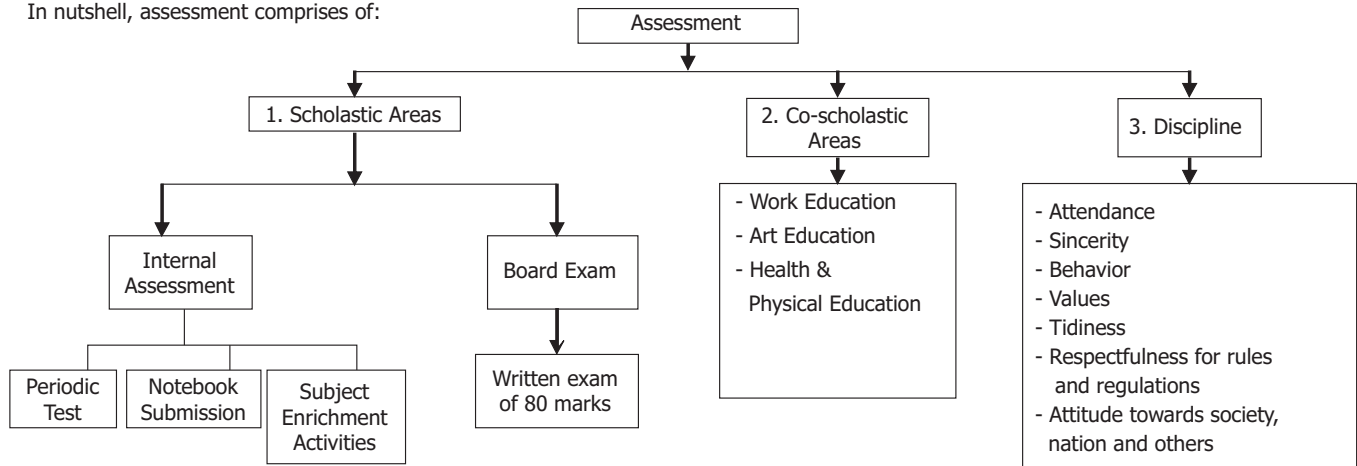 In nutshell, assessment comprises of:
Assessment
1. Scholastic Areas
2. Co-scholastic
Areas
3. Discipline
Internal
Assessment
Board Exam
Periodic
Test
Notebook
Submission
Subject
Enrichment
Activities
Written exam
of 80 marks
- Work Education
- Art Education
- Health &
Physical Education
- Attendance
- Sincerity
- Behavior
- Values
- Tidiness
- Respectfulness for rules
and regulations
- Attitude towards society,
nation and others